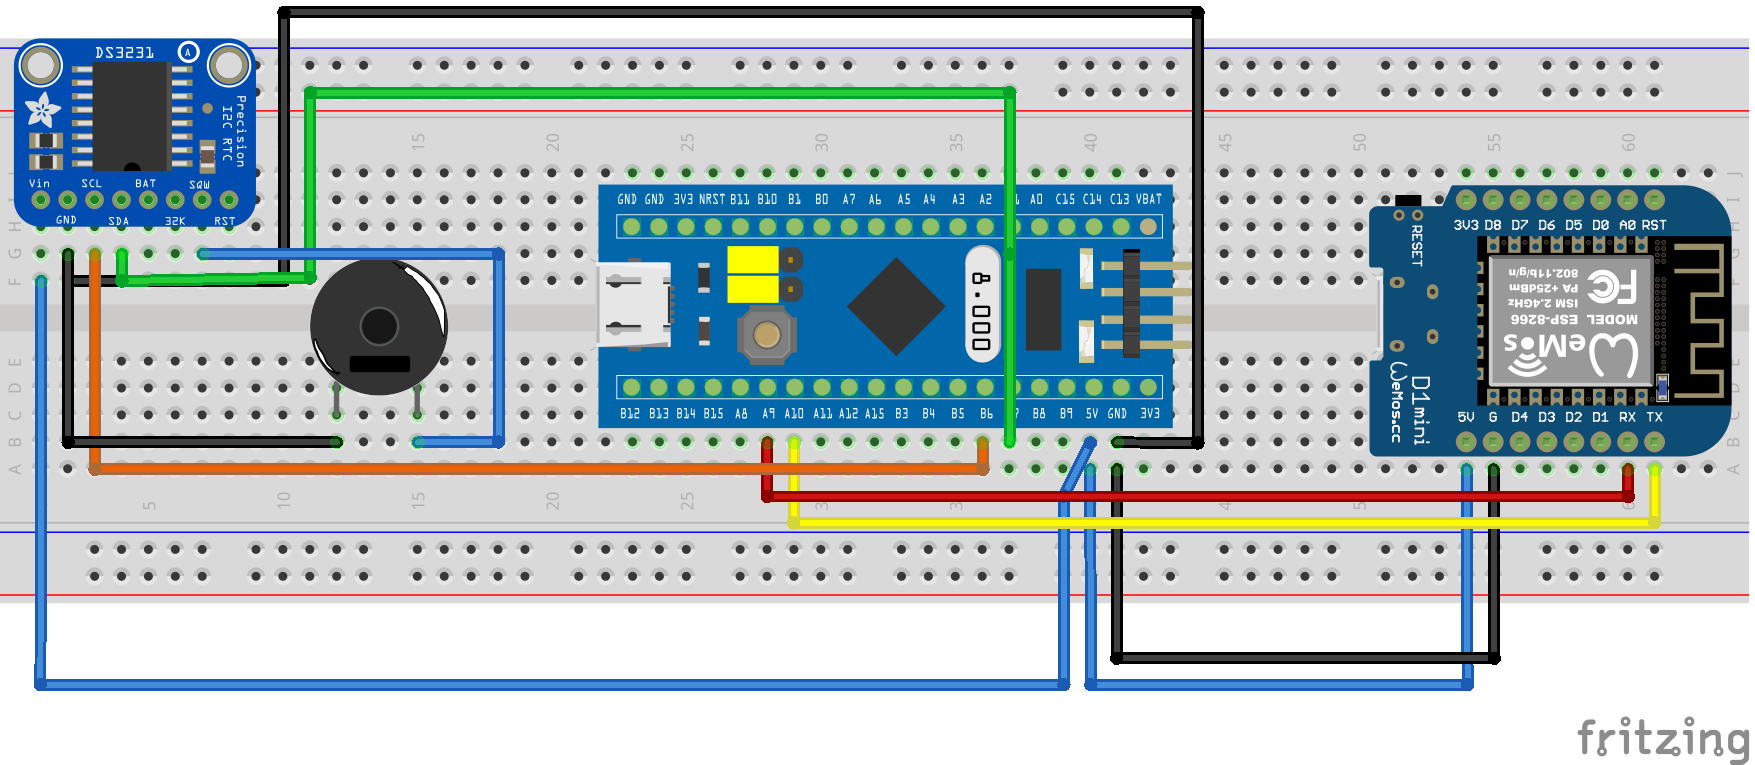 DS3231
A
Precision
I2C RTC
Vin
SCL
BAT
SQW
GND
SDA
32K
RST
15
20
25
30
35
40
45
50
55
60
J
GND GND 3V3 NRST B11 B10 B1 B0 A7 A6 A5 A4 A3 A2 A0 C15 C14 C13 VBAT
B12 B13 B14 B15 A8 A9 A10 A11 A12 A15 B3 B4 B5 B6 B8 B9 5V GND 3V3
RESET
3V3 D8 D7 D6 D5 D0 A0 RST
802.11b/g/n
PA +25dBm
ISM 2.4GHz
MODEL ESP-8266
FC
WeMos
D1mini
WeMos.cc
5V G D4 D3 D2 D1 RX TX
I
H
G
F
E
D
C
B
A
5
10
15
20
25
fritzing